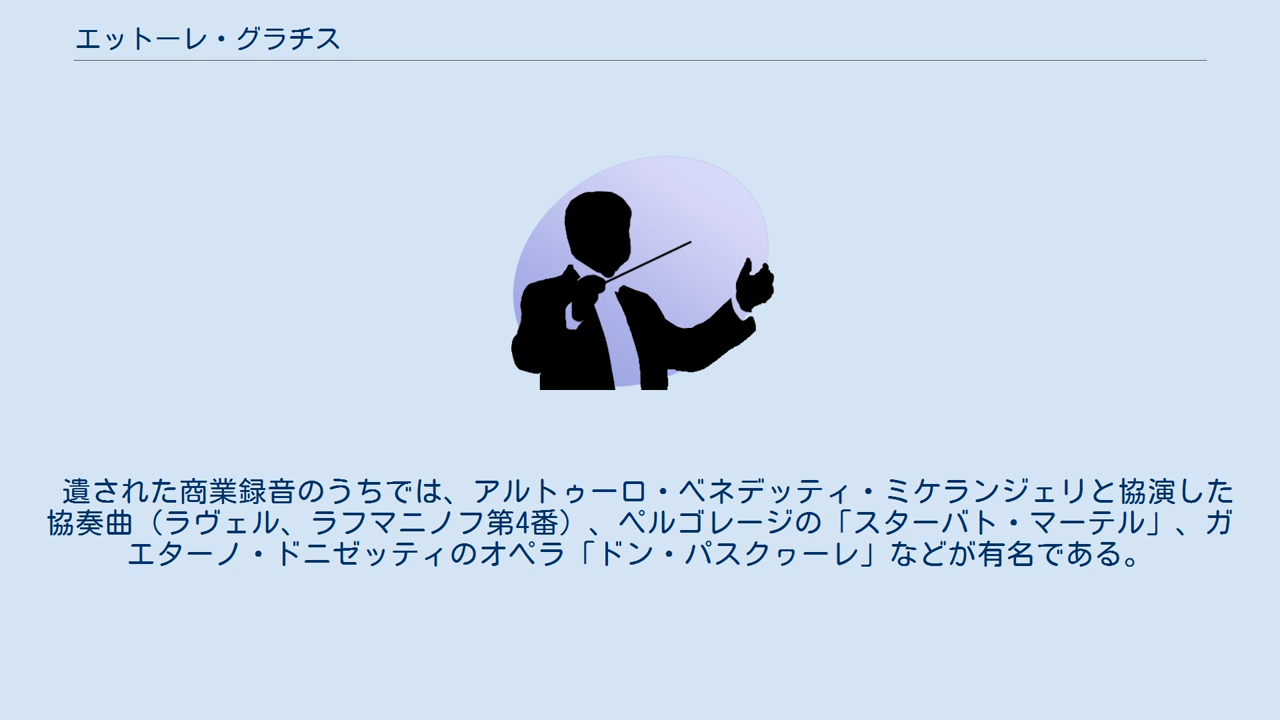 エットーレ・グラチス
遺された商業録音のうちでは、アルトゥーロ・ベネデッティ・ミケランジェリと協演した
協奏曲（ラヴェル、ラフマニノフ第4番）、ペルゴレージの「スターバト・マーテル」、ガ
エターノ・ドニゼッティのオペラ「ドン・パスクヮーレ」などが有名である。